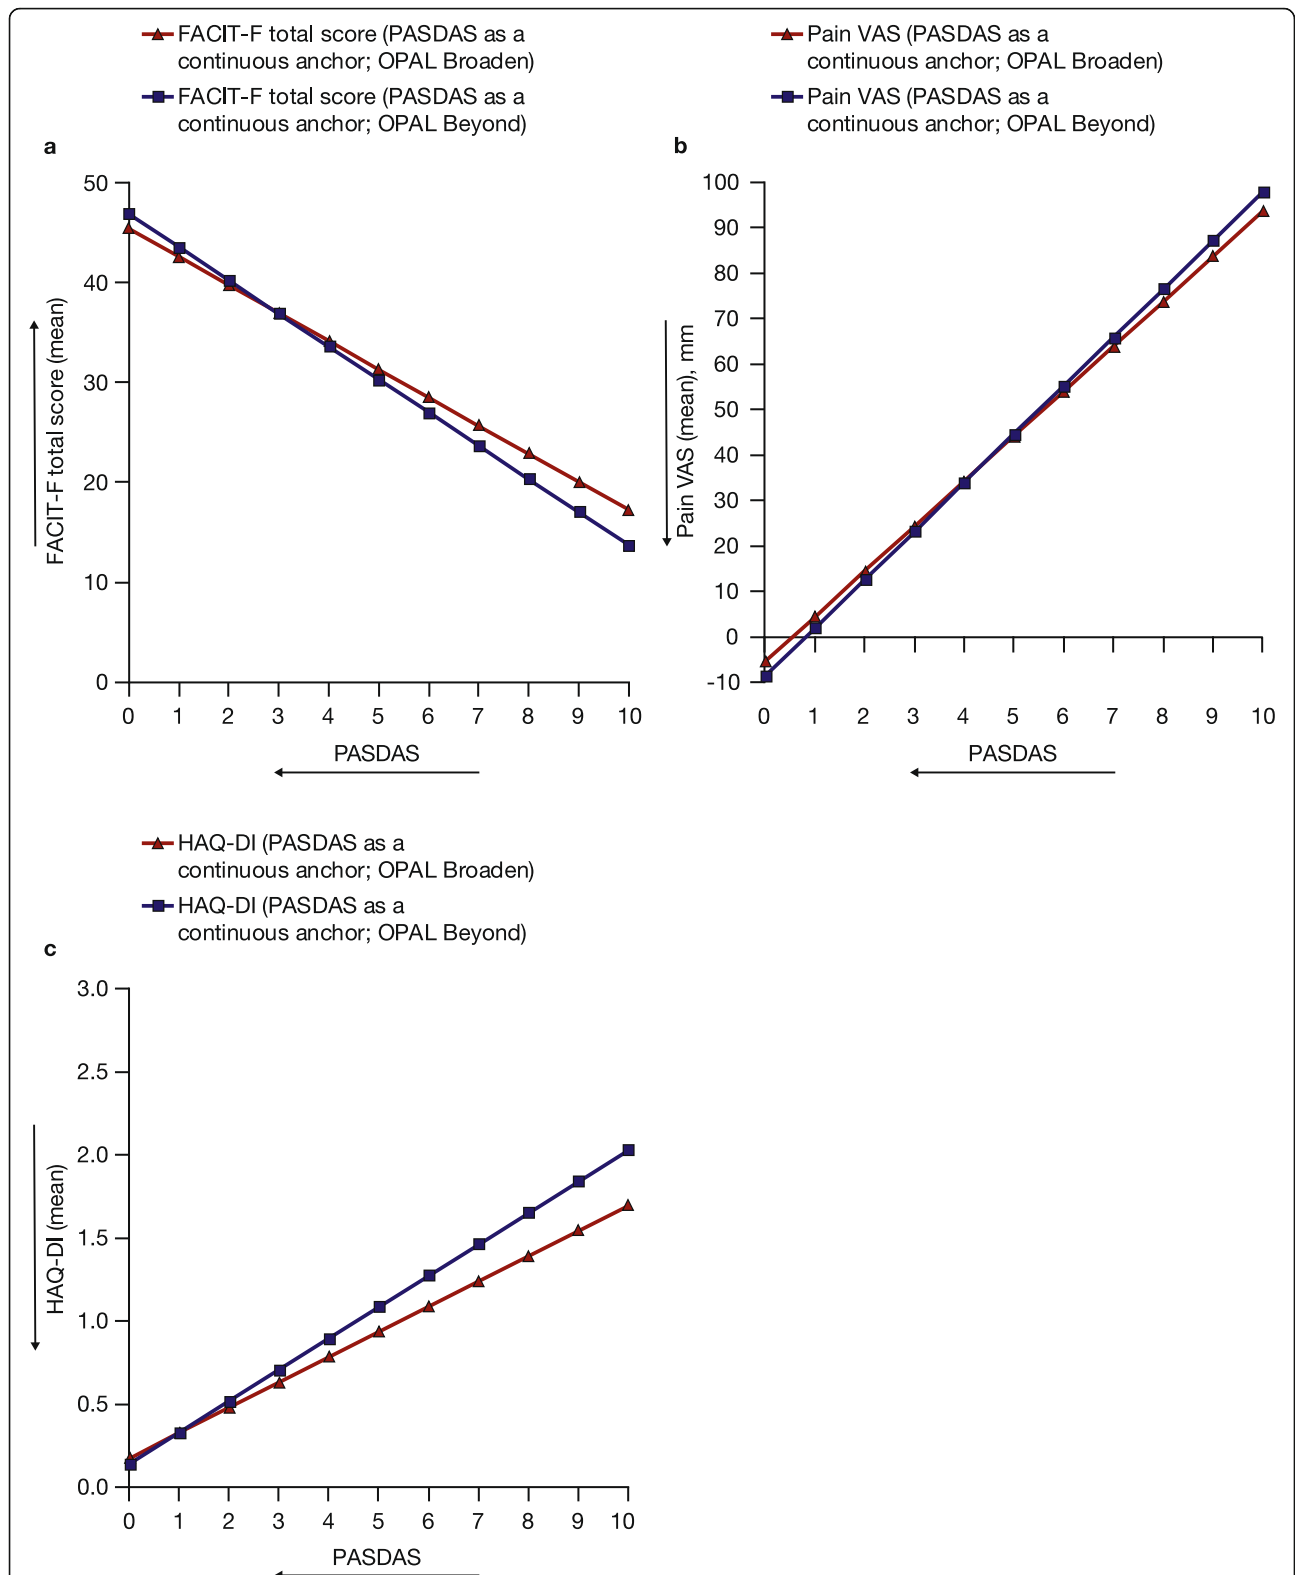 FACIT-F total score (PASDAS as a
continuous anchor; OPAL Broaden)
FACIT-F total score (PASDAS as a
continuous anchor; OPAL Beyond)
a
50
40
30
20
10
0
FACIT-F total score (mean)
0 1 2 3 4 5 6 7 8 9 10
PASDAS
Pain VAS (PASDAS as a
continuous anchor; OPAL Broaden)
Pain VAS (PASDAS as a
continuous anchor; OPAL Beyond)
b
100
90
80
70
60
50
40
30
20
10
0
-10
Pain VAS (mean), mm
0 1 2 3 4 5 6 7 8 9 10
PASDAS
HAQ-DI (PASDAS as a
continuous anchor; OPAL Broaden)
HAQ-DI (PASDAS as a
continuous anchor; OPAL Beyond)
c
3.0
2.5
2.0
1.5
1.0
0.5
0.0
HAQ-DI (mean)
0 1 2 3 4 5 6 7 8 9 10
PASDAS